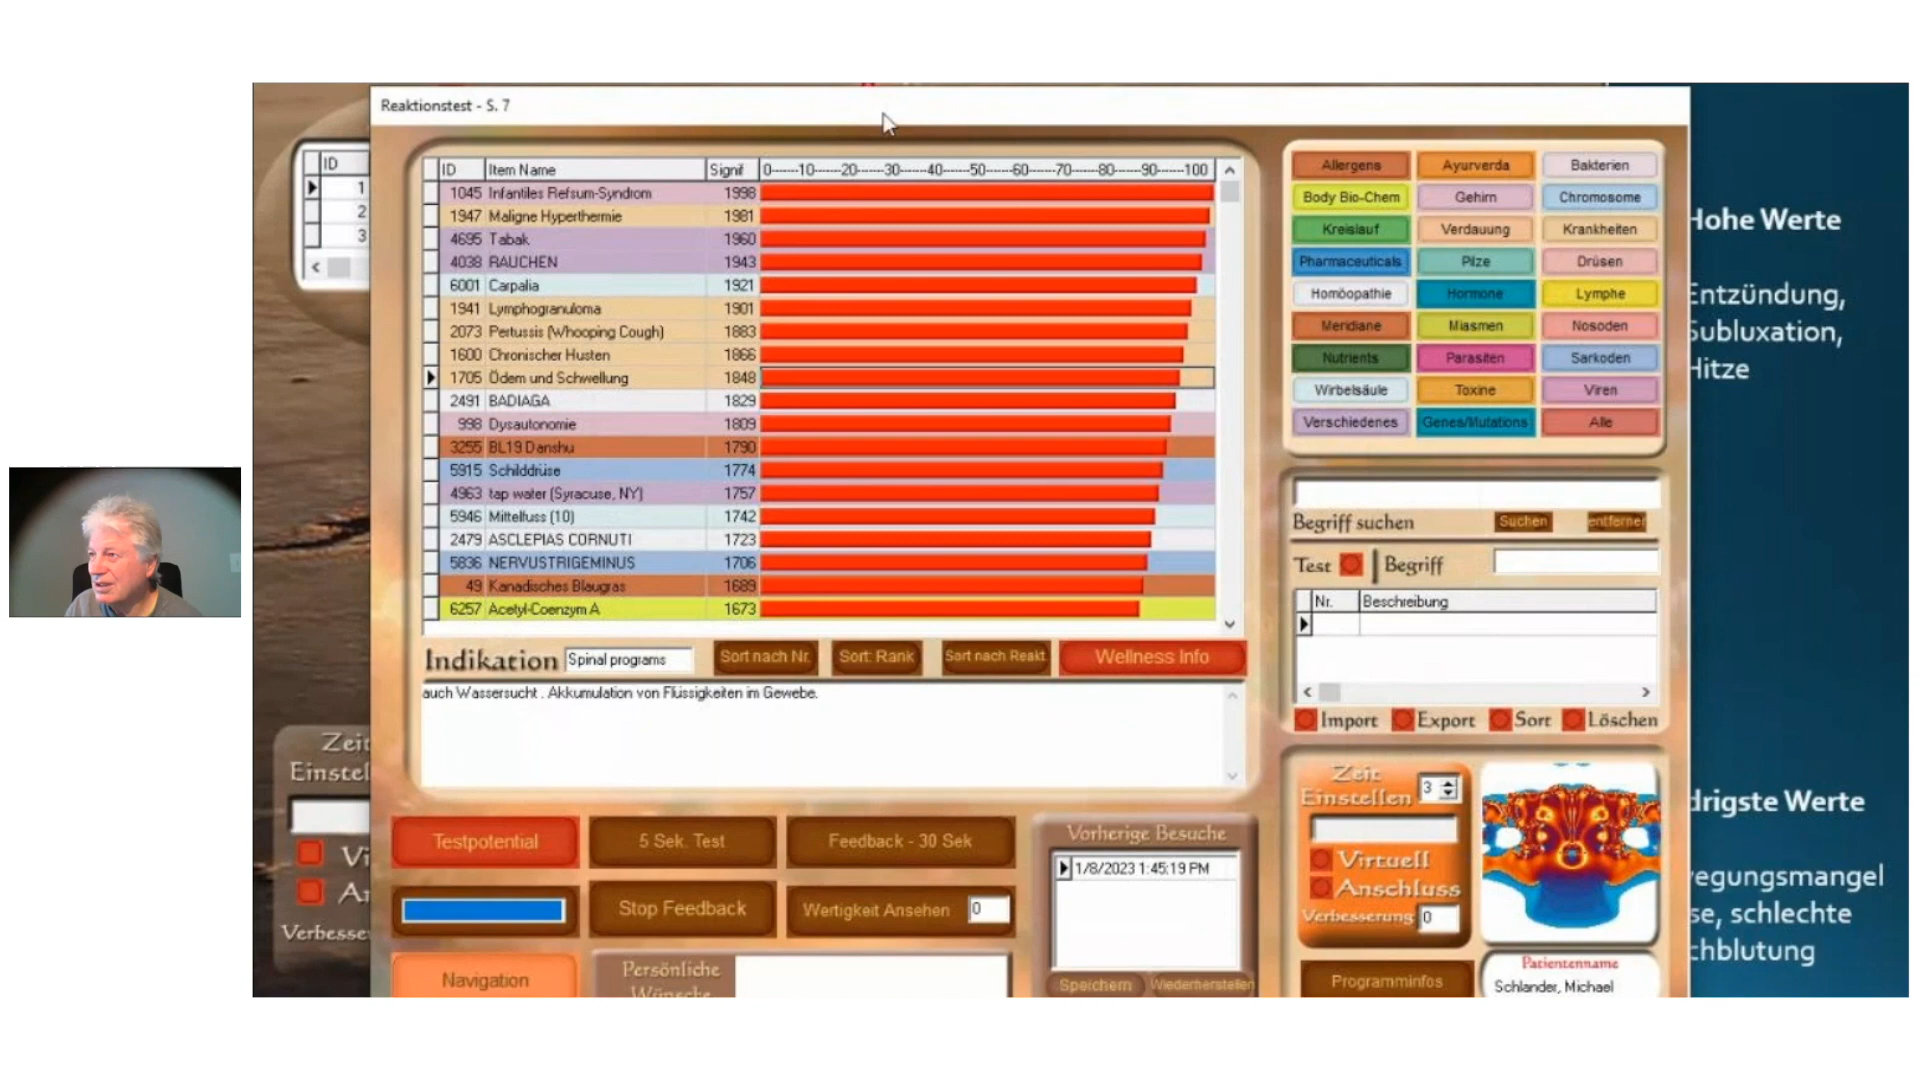 Reaktionstest - S. 7
ID
1
2
3
ID Item Name Signif 0------10------20------30------40------50------60------70------80------90------100
1045 Infantiles Refsum-Syndrom 1998
1947 Maligne Hyperthermie 1981
4695 Tabak 1960
4038 RAUCHEN 1943
6001 Carpalia 1921
1941 Lymphogranuloma 1901
2073 Pertussis (Whooping Cough) 1883
1600 Chronischer Husten 1866
1705 Ödem und Schwellung 1848
2491 BADIAGA 1829
998 Dysautonomie 1809
3255 BL19 Danshu 1790
5915 Schilddrüse 1774
4963 tap water (Syracuse, NY) 1757
5946 Mittelfuss (10) 1742
2479 ASCLEPIAS CORNUTI 1723
5836 NERVUSTRIGEMINUS 1706
49 Kanadisches Blaugras 1689
6257 Acetyl-Coenzym A 1673
Indikation Spinal programs Sort nach Nr. Sort: Rank Sort nach Reakt. Wellness Info
auch Wassersucht . Akkumulation von Flüssigkeiten im Gewebe.
Allergens Ayurverda Bakterien
Body Bio-Chem Gehirn Chromosome
Kreislauf Verdauung Krankheiten
Pharmaceuticals Pilze Drüsen
Homöopathie Hormone Lymphe
Meridiane Miasmen Nosoden
Nutrients Parasiten Sarkoden
Wirbelsäule Toxine Viren
Verschiedenes Genes/Mutations Alle
Begriff suchen Suchen entferner
Test Begriff
Nr. Beschreibung
Import Export Sort Löschen
Hohe Werte
Entzündung,
Subluxation,
Hitze
drigste Werte
egungsmangel
se, schlechte
chblutung
Zeit
Einstel
Vi
An
Verbesse
Testpotential 5 Sek. Test Feedback - 30 Sek
Stop Feedback Wertigkeit Ansehen 0
Navigation Persönliche
Wünsche
Vorherige Besuche
1/8/2023 1:45:19 PM
Speichern Wiederherstellen
Zeit
Einstellen 3
Virtuell
Anschluss
Verbesserung 0
Programminfos
Patientenname
Schlander, Michael